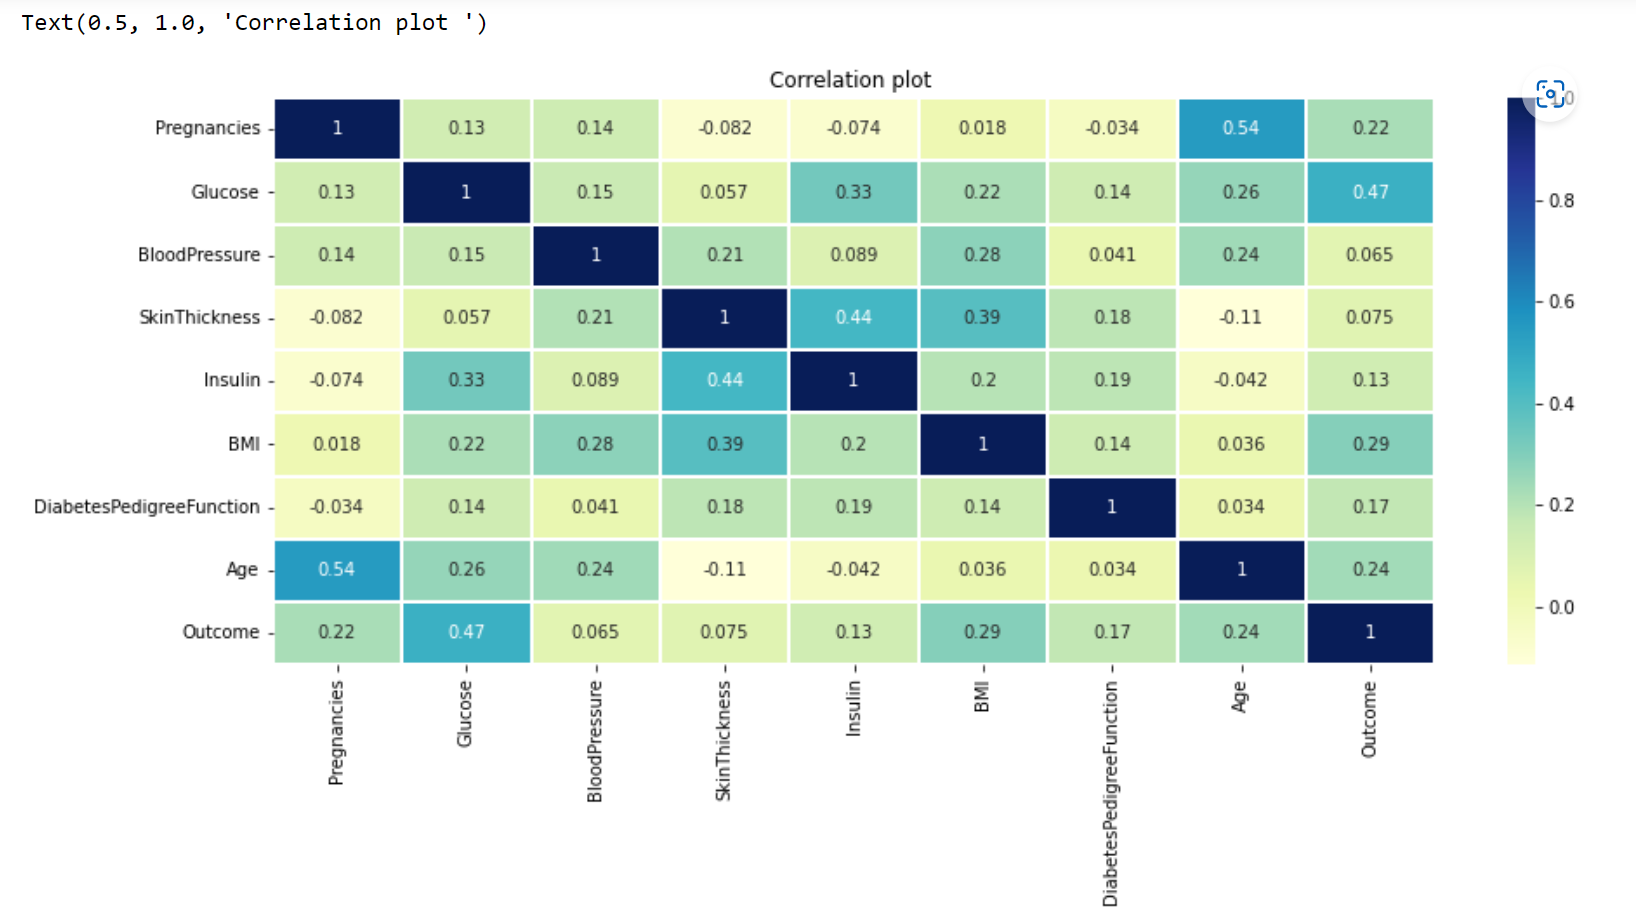 Text(0.5, 1.0, 'Correlation plot ')
Correlation plot
Pregnancies 1 0.13 0.14 -0.082 -0.074 0.018 -0.034 0.54 0.22
Glucose 0.13 1 0.15 0.057 0.33 0.22 0.14 0.26 0.47
BloodPressure 0.14 0.15 1 0.21 0.089 0.28 0.041 0.24 0.065
SkinThickness -0.082 0.057 0.21 1 0.44 0.39 0.18 -0.11 0.075
Insulin -0.074 0.33 0.089 0.44 1 0.2 0.19 -0.042 0.13
BMI 0.018 0.22 0.28 0.39 0.2 1 0.14 0.036 0.29
DiabetesPedigreeFunction -0.034 0.14 0.041 0.18 0.19 0.14 1 0.034 0.17
Age 0.54 0.26 0.24 -0.11 -0.042 0.036 0.034 1 0.24
Outcome 0.22 0.47 0.065 0.075 0.13 0.29 0.17 0.24 1
Pregnancies
Glucose
BloodPressure
SkinThickness
Insulin
BMI
DiabetesPedigreeFunction
Age
Outcome
0.8
0.6
0.4
0.2
0.0